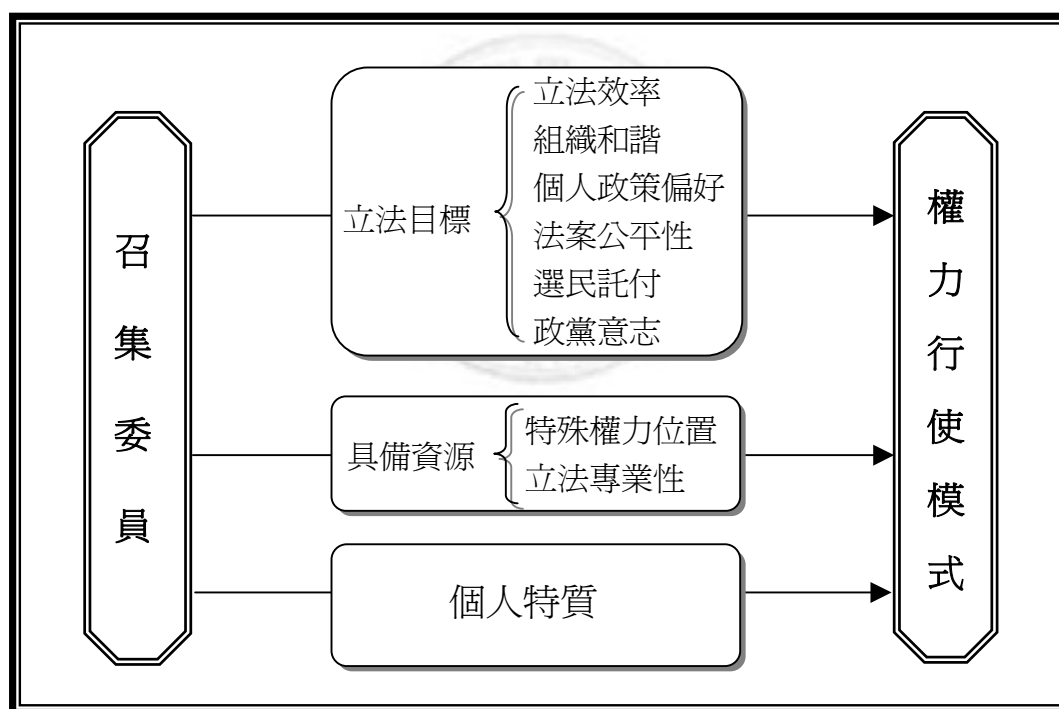 召集委員
立法目標
立法效率
組織和諧
個人政策偏好
法案公平性
選民託付
政黨意志
具備資源
特殊權力位置
立法專業性
個人特質
權力行使模式